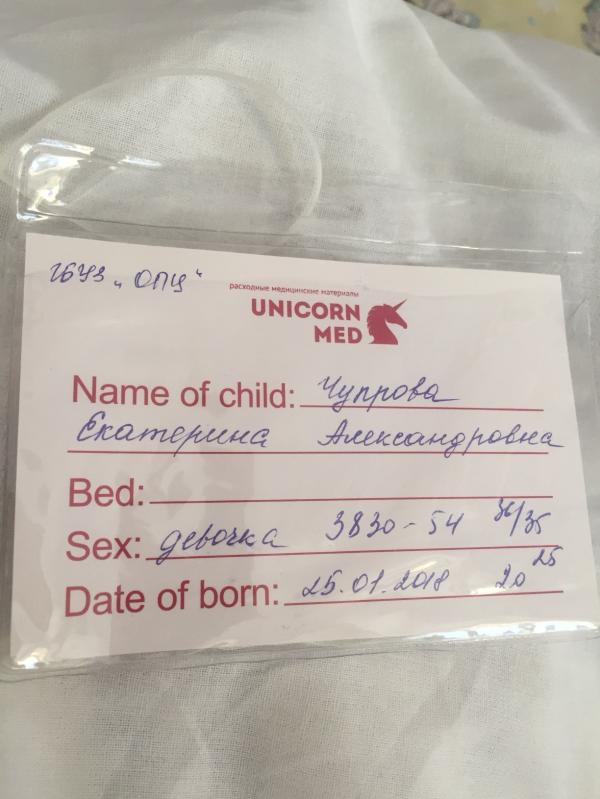 ГБУЗ „ОПЦ“
расходные медицинские материалы
UNICORN
MED
Name of child: Чупрова
Екатерина Александровна
Bed:
Sex: девочка 3830 - 54 36/35
Date of born: 25.01.2018 20 25